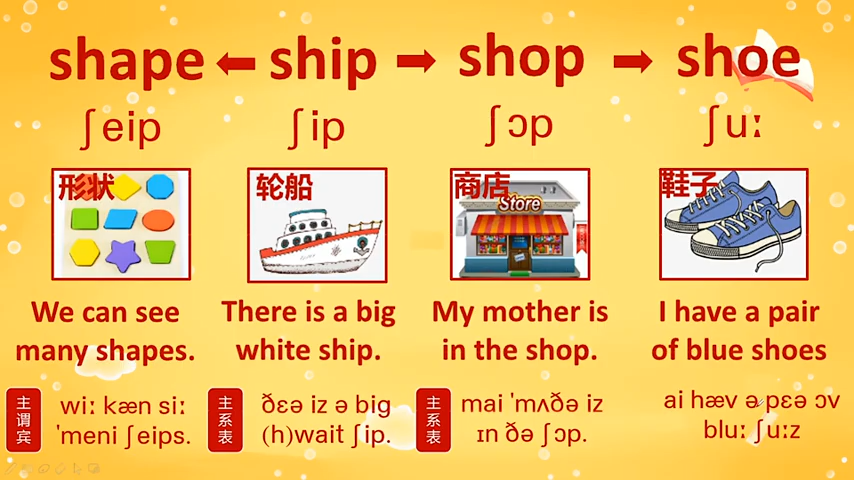 shape ← ship → shop → shoe
ʃeip ʃip ʃɔp ʃuː
形状 轮船 商店 鞋子
Store
We can see
many shapes.
There is a big
white ship.
My mother is
in the shop.
I have a pair
of blue shoes
主谓宾
wiː kæn siː
ˈmeni ʃeips.
主系表
ðɛə iz ə big
(h)wait ʃip.
主系表
mai ˈmʌðə iz
ɪn ðə ʃɔp.
ai hæv ə pɛə ɔv
bluː ʃuːz